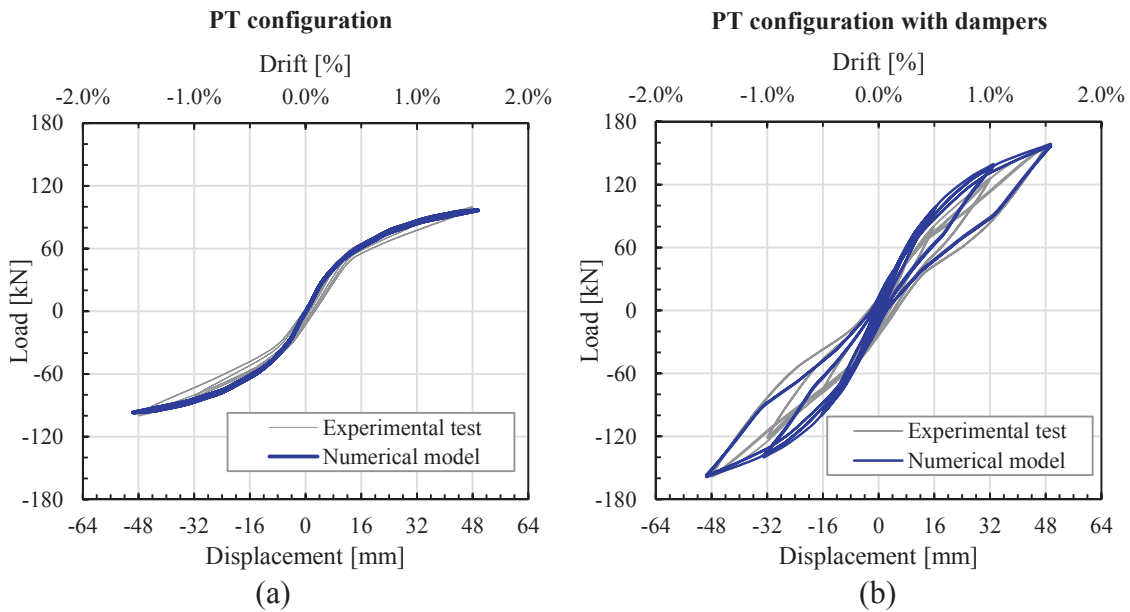 PT configuration
Drift [%]
-2.0% -1.0% 0.0% 1.0% 2.0%
180
120
60
0
-60
-120
-180
Load [kN]
Experimental test
Numerical model
-64 -48 -32 -16 0 16 32 48 64
Displacement [mm]
(a)
PT configuration with dampers
Drift [%]
-2.0% -1.0% 0.0% 1.0% 2.0%
180
120
60
0
-60
-120
-180
Load [kN]
Experimental test
Numerical model
-64 -48 -32 -16 0 16 32 48 64
Displacement [mm]
(b)